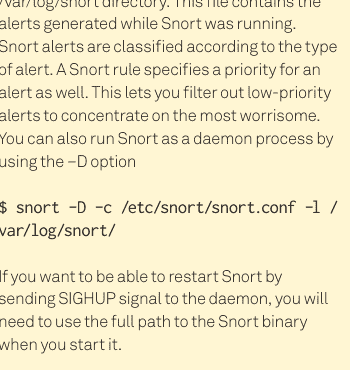 /var/log/snort directory. This file contains the
alerts generated while Snort was running.
Snort alerts are classified according to the type
of alert. A Snort rule specifies a priority for an
alert as well. This lets you filter out low-priority
alerts to concentrate on the most worrisome.
You can also run Snort as a daemon process by
using the –D option
$ snort -D -c /etc/snort/snort.conf -l /
var/log/snort/
If you want to be able to restart Snort by
sending SIGHUP signal to the daemon, you will
need to use the full path to the Snort binary
when you start it.